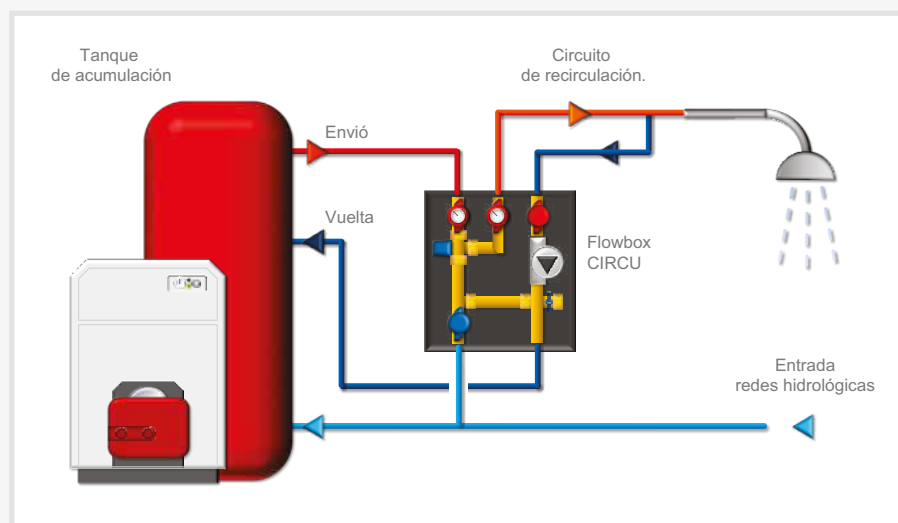 Tanque
de acumulación
Circuito
de recirculación.
Envió
Vuelta
Flowbox
CIRCU
Entrada
redes hidrológicas